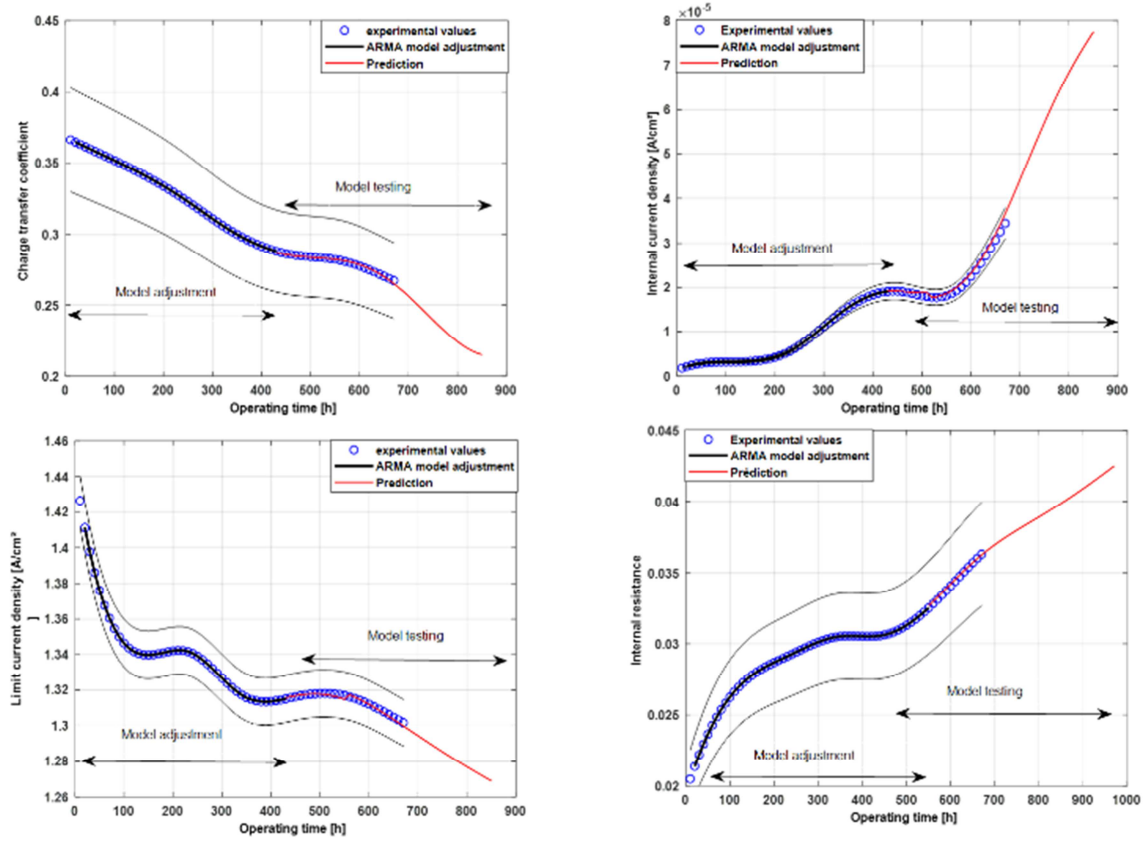 0.45
0.4
0.35
0.3
0.25
0.2
Charge transfer coefficient
experimental values
ARMA model adjustment
Prediction
Model testing
Model adjustment
0 100 200 300 400 500 600 700 800 900
Operating time [h]
×10⁻⁵
8
7
6
5
4
3
2
1
0
Internal current density [A/cm²]
Experimental values
ARMA model adjustment
Prediction
Model adjustment
Model testing
0 100 200 300 400 500 600 700 800 900
Operating time [h]
1.46
1.44
1.42
1.4
1.38
1.36
1.34
1.32
1.3
1.28
1.26
Limit current density [A/cm²
]
experimental values
ARMA model adjustment
Prediction
Model testing
Model adjustment
0 100 200 300 400 500 600 700 800 900
Operating time [h]
0.045
0.04
0.035
0.03
0.025
0.02
Internal resistance
Experimental values
ARMA model adjustment
Prédiction
Model testing
Model adjustment
0 100 200 300 400 500 600 700 800 900 1000
Operating time [h]